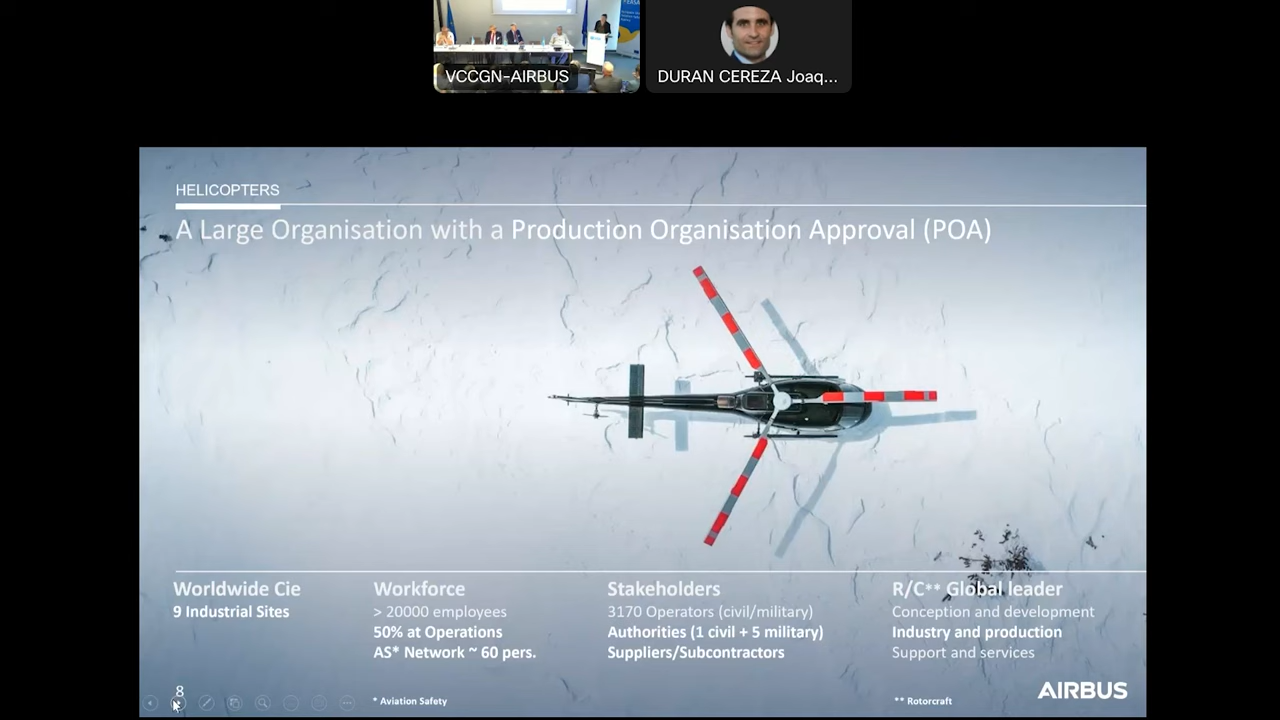 VCCGN-AIRBUS
DURAN CEREZA Joaq...
HELICOPTERS
A Large Organisation with a Production Organisation Approval (POA)
Worldwide Cie
9 Industrial Sites
Workforce
> 20000 employees
50% at Operations
AS* Network ~ 60 pers.
Stakeholders
3170 Operators (civil/military)
Authorities (1 civil + 5 military)
Suppliers/Subcontractors
R/C** Global leader
Conception and development
Industry and production
Support and services
8
* Aviation Safety
** Rotorcraft
AIRBUS